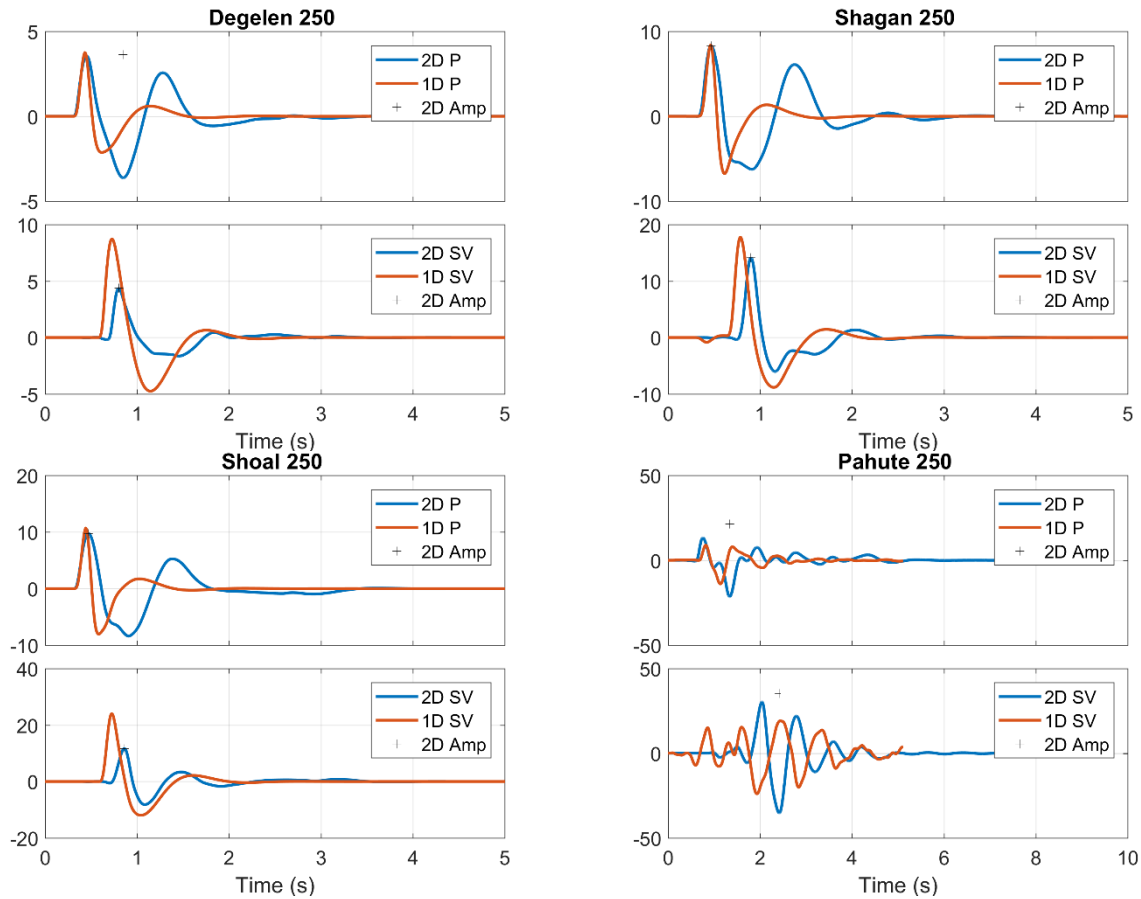 Degelen 250
5
0
-5
2D P
1D P
2D Amp
10
5
0
-5
2D SV
1D SV
2D Amp
0 1 2 3 4 5
Time (s)
Shagan 250
10
0
-10
2D P
1D P
2D Amp
20
10
0
-10
2D SV
1D SV
2D Amp
0 1 2 3 4 5
Time (s)
Shoal 250
20
10
0
-10
2D P
1D P
2D Amp
40
20
0
-20
2D SV
1D SV
2D Amp
0 1 2 3 4 5
Time (s)
Pahute 250
50
0
-50
2D P
1D P
2D Amp
50
0
-50
2D SV
1D SV
2D Amp
0 2 4 6 8 10
Time (s)